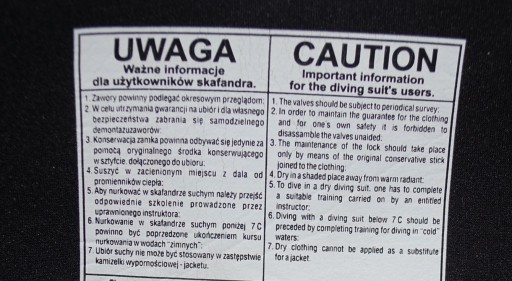 UWAGA
Ważne informacje
dla użytkowników skafandra.
1. Zawory powinny podlegać okresowym przeglądom;
2. W celu utrzymania gwarancji na ubiór i dla własnego
bezpieczeństwa zabrania się samodzielnego
demontażu zaworów;
3. Konserwacja zamka powinna odbywać się jedynie za
pomocą oryginalnego środka konserwującego
w sztyfcie, dołączonego do ubioru;
4. Suszyć w zacienionym miejscu z dala od
promienników ciepła;
5. Aby nurkować w skafandrze suchym należy przejść
odpowiednie szkolenie prowadzone przez
uprawnionego instruktora;
6. Nurkowanie w skafandrze suchym poniżej 7 C
powinno być poprzedzone ukończeniem kursu
nurkowania w wodach "zimnych";
7. Ubiór suchy nie może być stosowany w zastępstwie
kamizelki wypornościowej - jacketu.
CAUTION
Important information
for the diving suit's users.
1. The valves should be subject to periodical survey;
2. In order to maintain the guarantee for the clothing
and for one's own safety it is forbidden to
disassamble the valves unaided;
3. The maintenance of the lock should take place
only by means of the original conservative stick
joined to the clothing;
4. Dry in a shaded place away from warm radiant;
5. To dive in a dry diving suit, one has to complete
a suitable training carried on by an entitled
instructor;
6. Diving with a diving suit below 7 C should be
preceded by completing training for diving in "cold"
waters;
7. Dry clothing cannot be applied as a substitute
for a jacket.